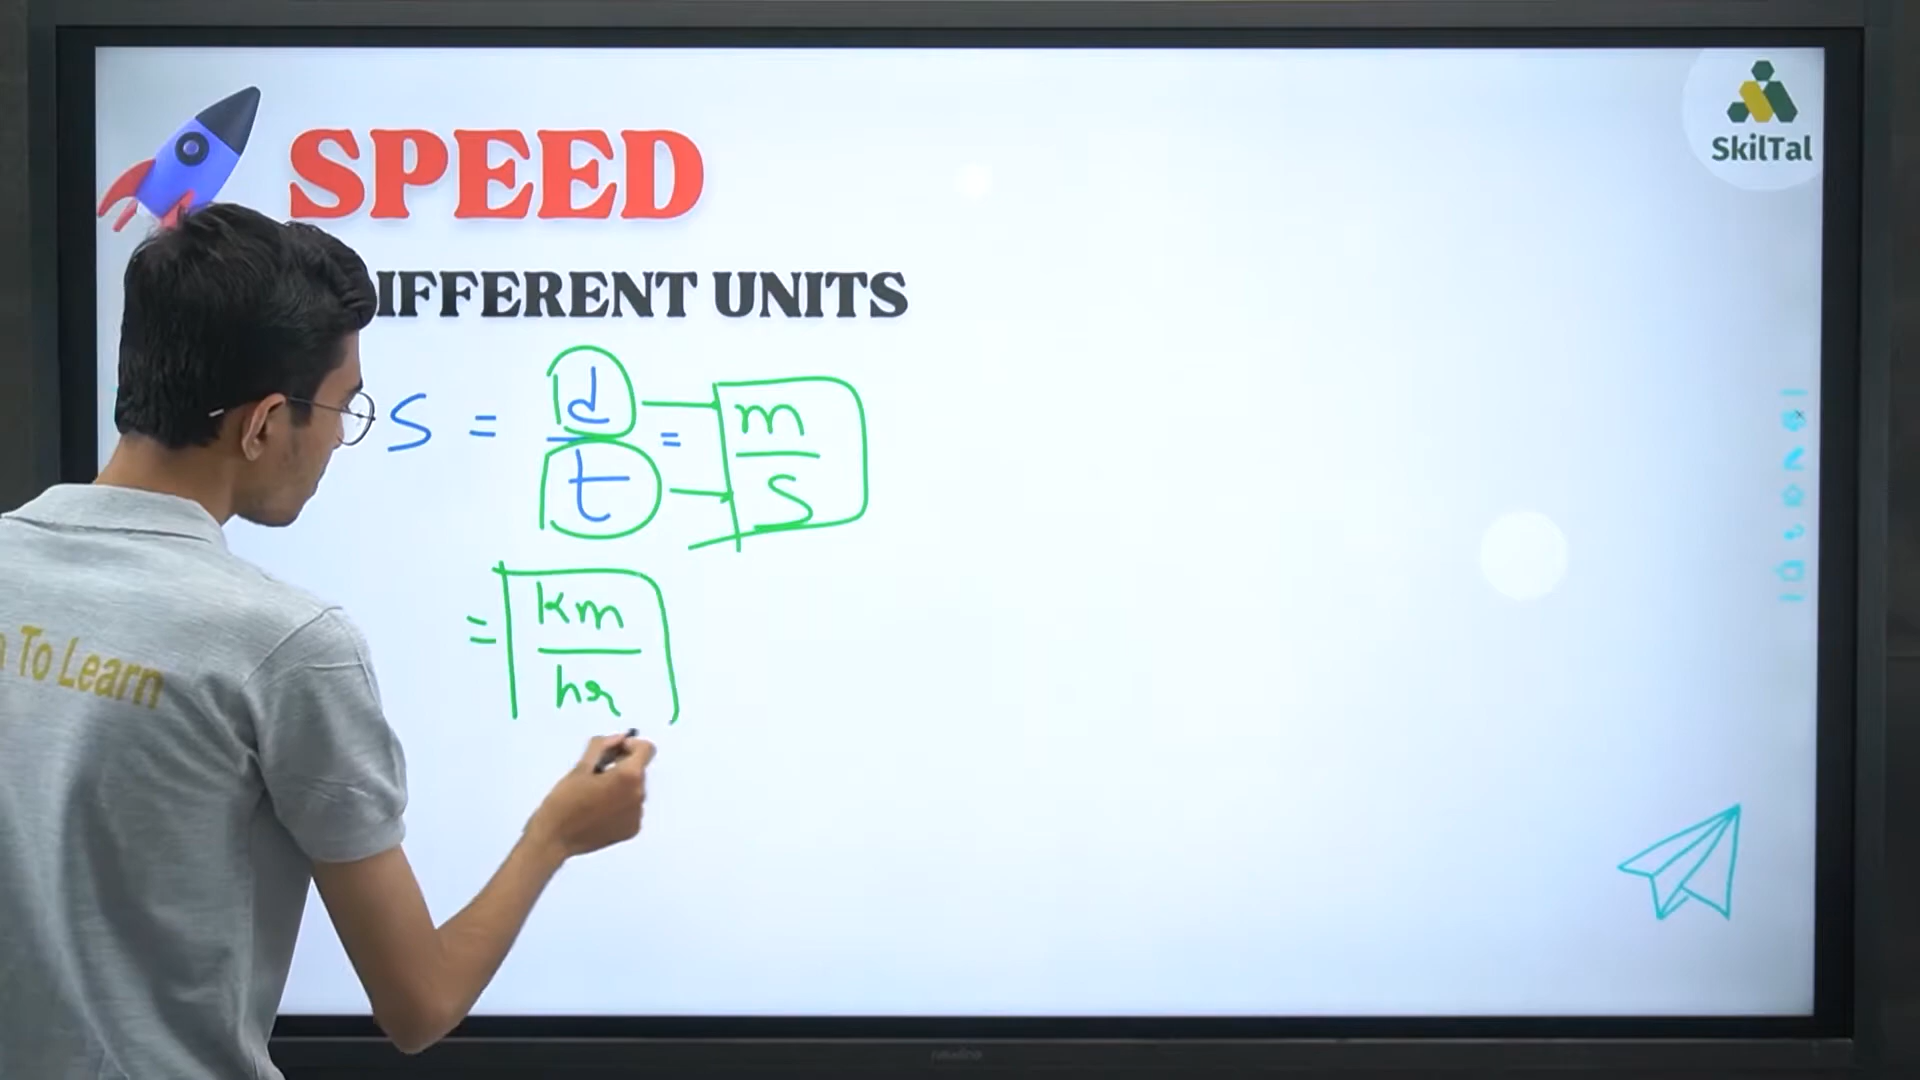 SPEED
SkilTal
IFFERENT UNITS
S = d/t = m/s
= km/hr
To Learn